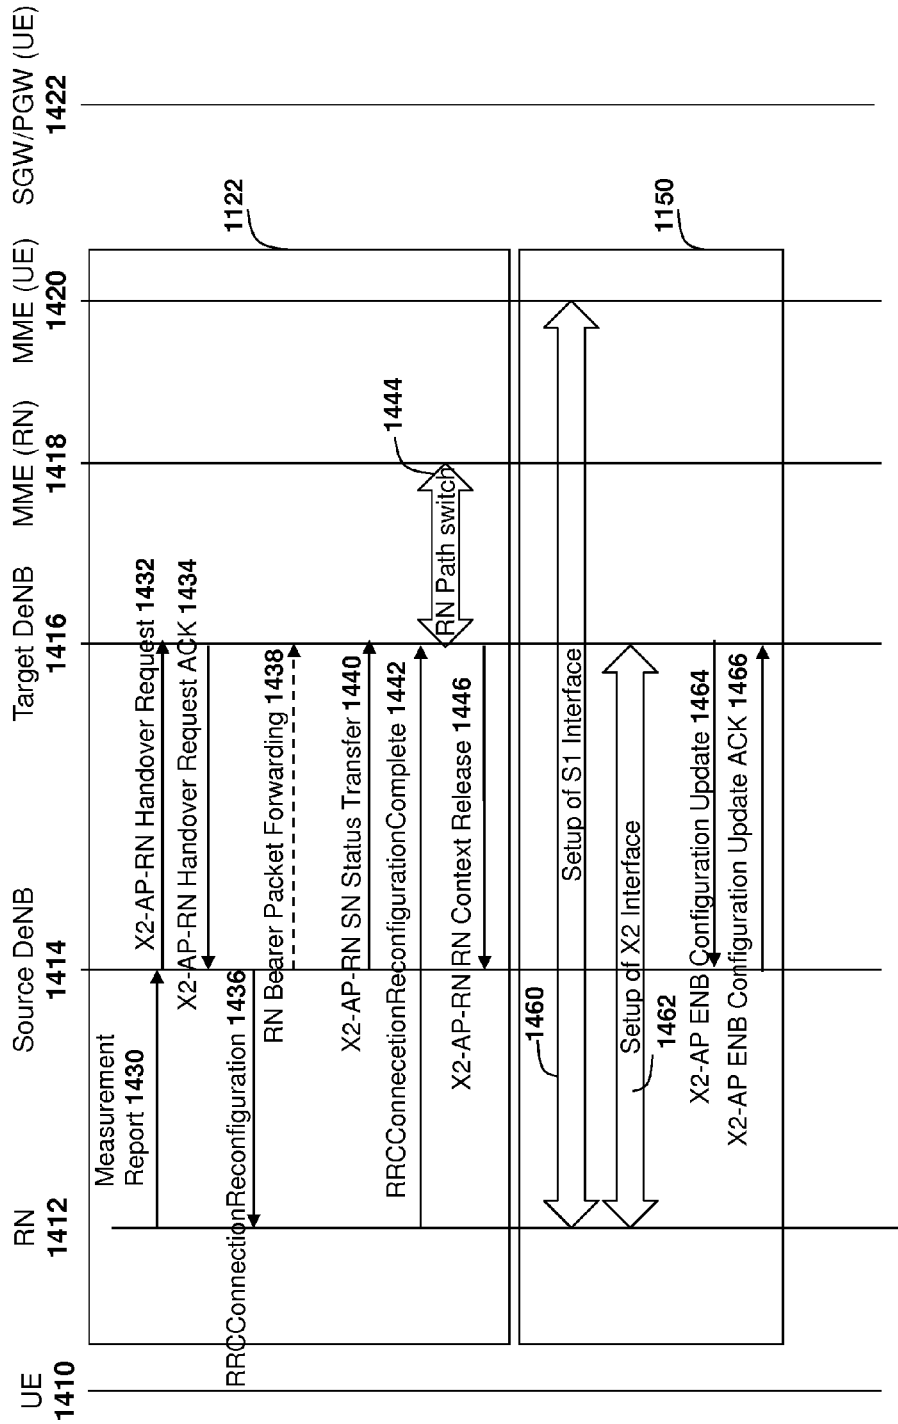 UE
1410
RN
1412
Source DeNB
1414
Target DeNB
1416
MME (RN)
1418
MME (UE)
1420
SGW/PGW (UE)
1422
Measurement
Report 1430
X2-AP-RN Handover Request 1432
X2-AP-RN Handover Request ACK 1434
RRCConnectionReconfiguration 1436
RN Bearer Packet Forwarding 1438
X2-AP-RN SN Status Transfer 1440
RRCConnecetionReconfigurationComplete 1442
RN Path switch
1444
X2-AP-RN RN Context Release 1446
1122
1460
Setup of S1 Interface
Setup of X2 Interface
1462
X2-AP ENB Configuration Update 1464
X2-AP ENB Configuration Update ACK 1466
1150